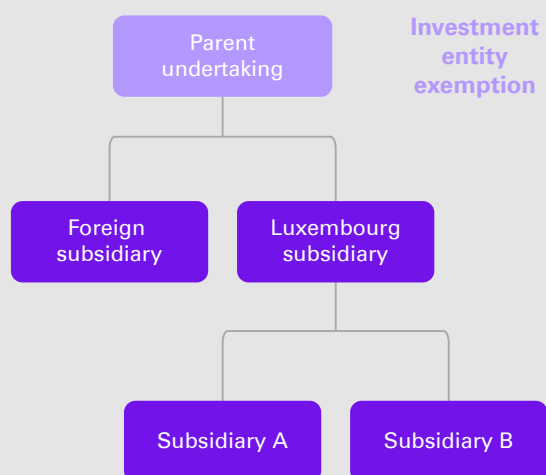 Parent
undertaking
Investment
entity
exemption
Foreign
subsidiary
Luxembourg
subsidiary
Subsidiary A
Subsidiary B